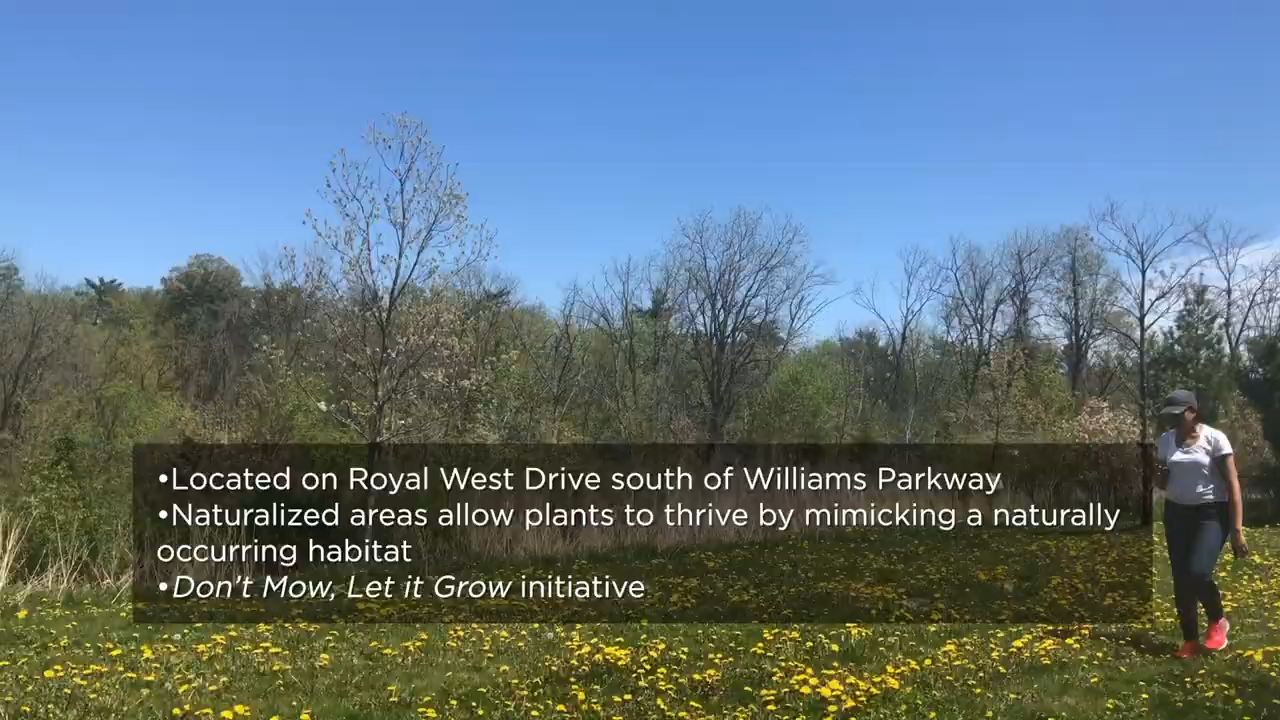 •Located on Royal West Drive south of Williams Parkway
•Naturalized areas allow plants to thrive by mimicking a naturally
occurring habitat
•Don't Mow, Let it Grow initiative